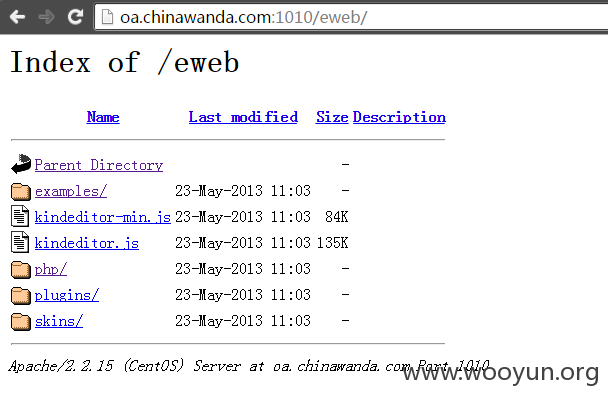 oa.chinawanda.com:1010/eweb/
Index of /eweb
Name Last modified Size Description
Parent Directory -
examples/ 23-May-2013 11:03 -
kindeditor-min.js 23-May-2013 11:03 84K
kindeditor.js 23-May-2013 11:03 135K
php/ 23-May-2013 11:03 -
plugins/ 23-May-2013 11:03 -
skins/ 23-May-2013 11:03 -
Apache/2.2.15 (CentOS) Server at oa.chinawanda.com Port 1010
www.wooyun.org